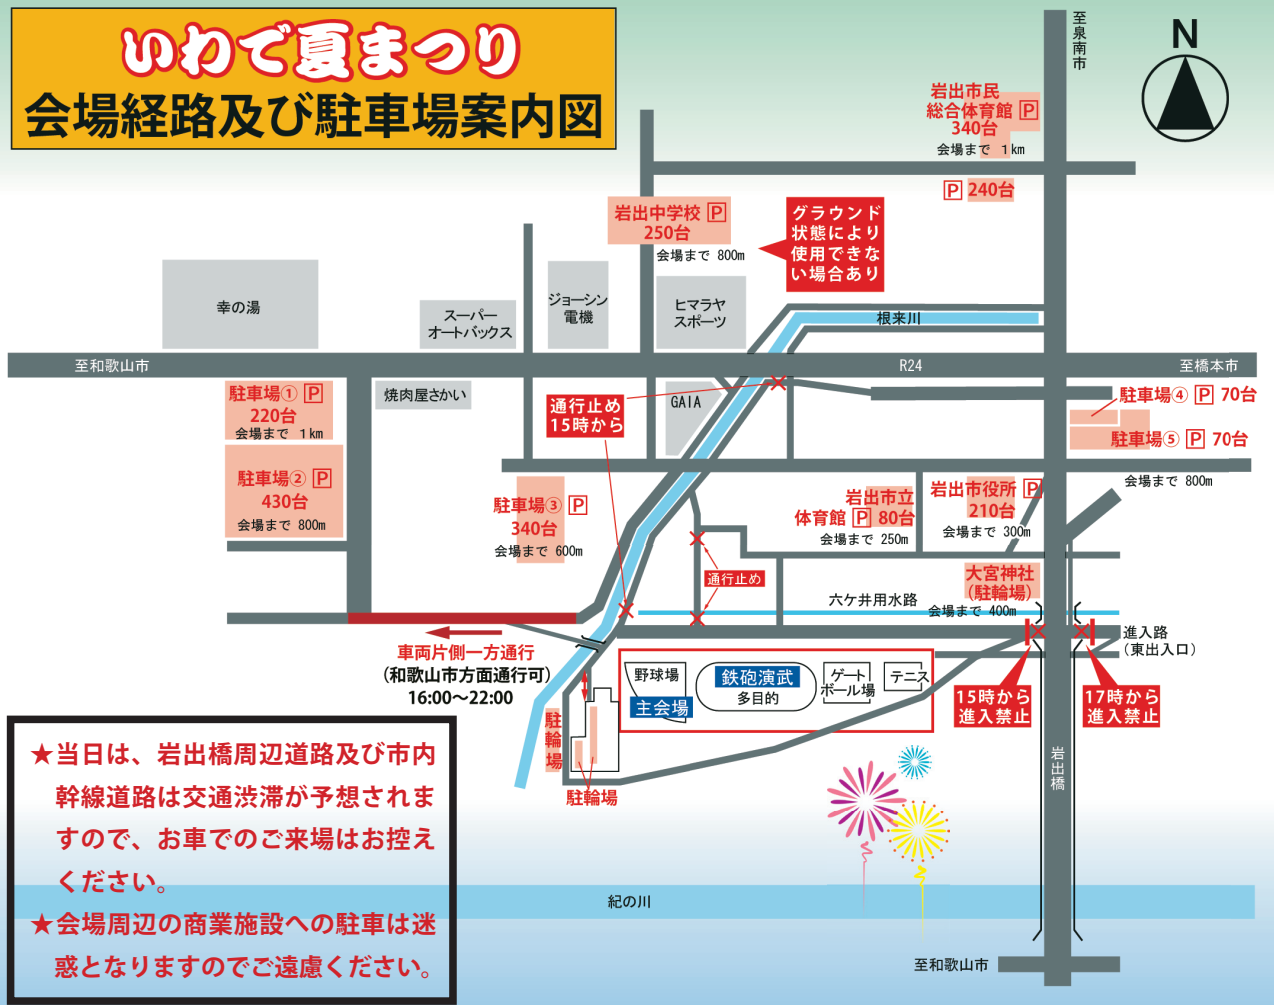 いわで夏まつり
会場経路及び駐車場案内図
至泉南市
N
岩出市民
総合体育館 P
340台
会場まで 1km
P 240台
岩出中学校 P
250台
会場まで 800m
グラウンド
状態により
使用できな
い場合あり
幸の湯
スーパー
オートバックス
ジョーシン
電機
ヒマラヤ
スポーツ
根来川
至和歌山市
R24
至橋本市
駐車場① P
220台
会場まで 1km
焼肉屋さかい
通行止め
15時から
GAIA
駐車場④ P 70台
駐車場⑤ P 70台
会場まで 800m
駐車場② P
430台
会場まで 800m
駐車場③ P
340台
会場まで 600m
岩出市立
体育館 P 80台
会場まで 250m
岩出市役所 P
210台
会場まで 300m
通行止め
大宮神社
(駐輪場)
会場まで 400m
六ケ井用水路
進入路
(東出入口)
車両片側一方通行
(和歌山市方面通行可)
16:00〜22:00
野球場
主会場
鉄砲演武
多目的
ゲート
ボール場
テニス
15時から
進入禁止
17時から
進入禁止
駐輪場
駐輪場
岩出橋
★当日は、岩出橋周辺道路及び市内
幹線道路は交通渋滞が予想されま
すので、お車でのご来場はお控え
ください。
★会場周辺の商業施設への駐車は迷
惑となりますのでご遠慮ください。
紀の川
至和歌山市